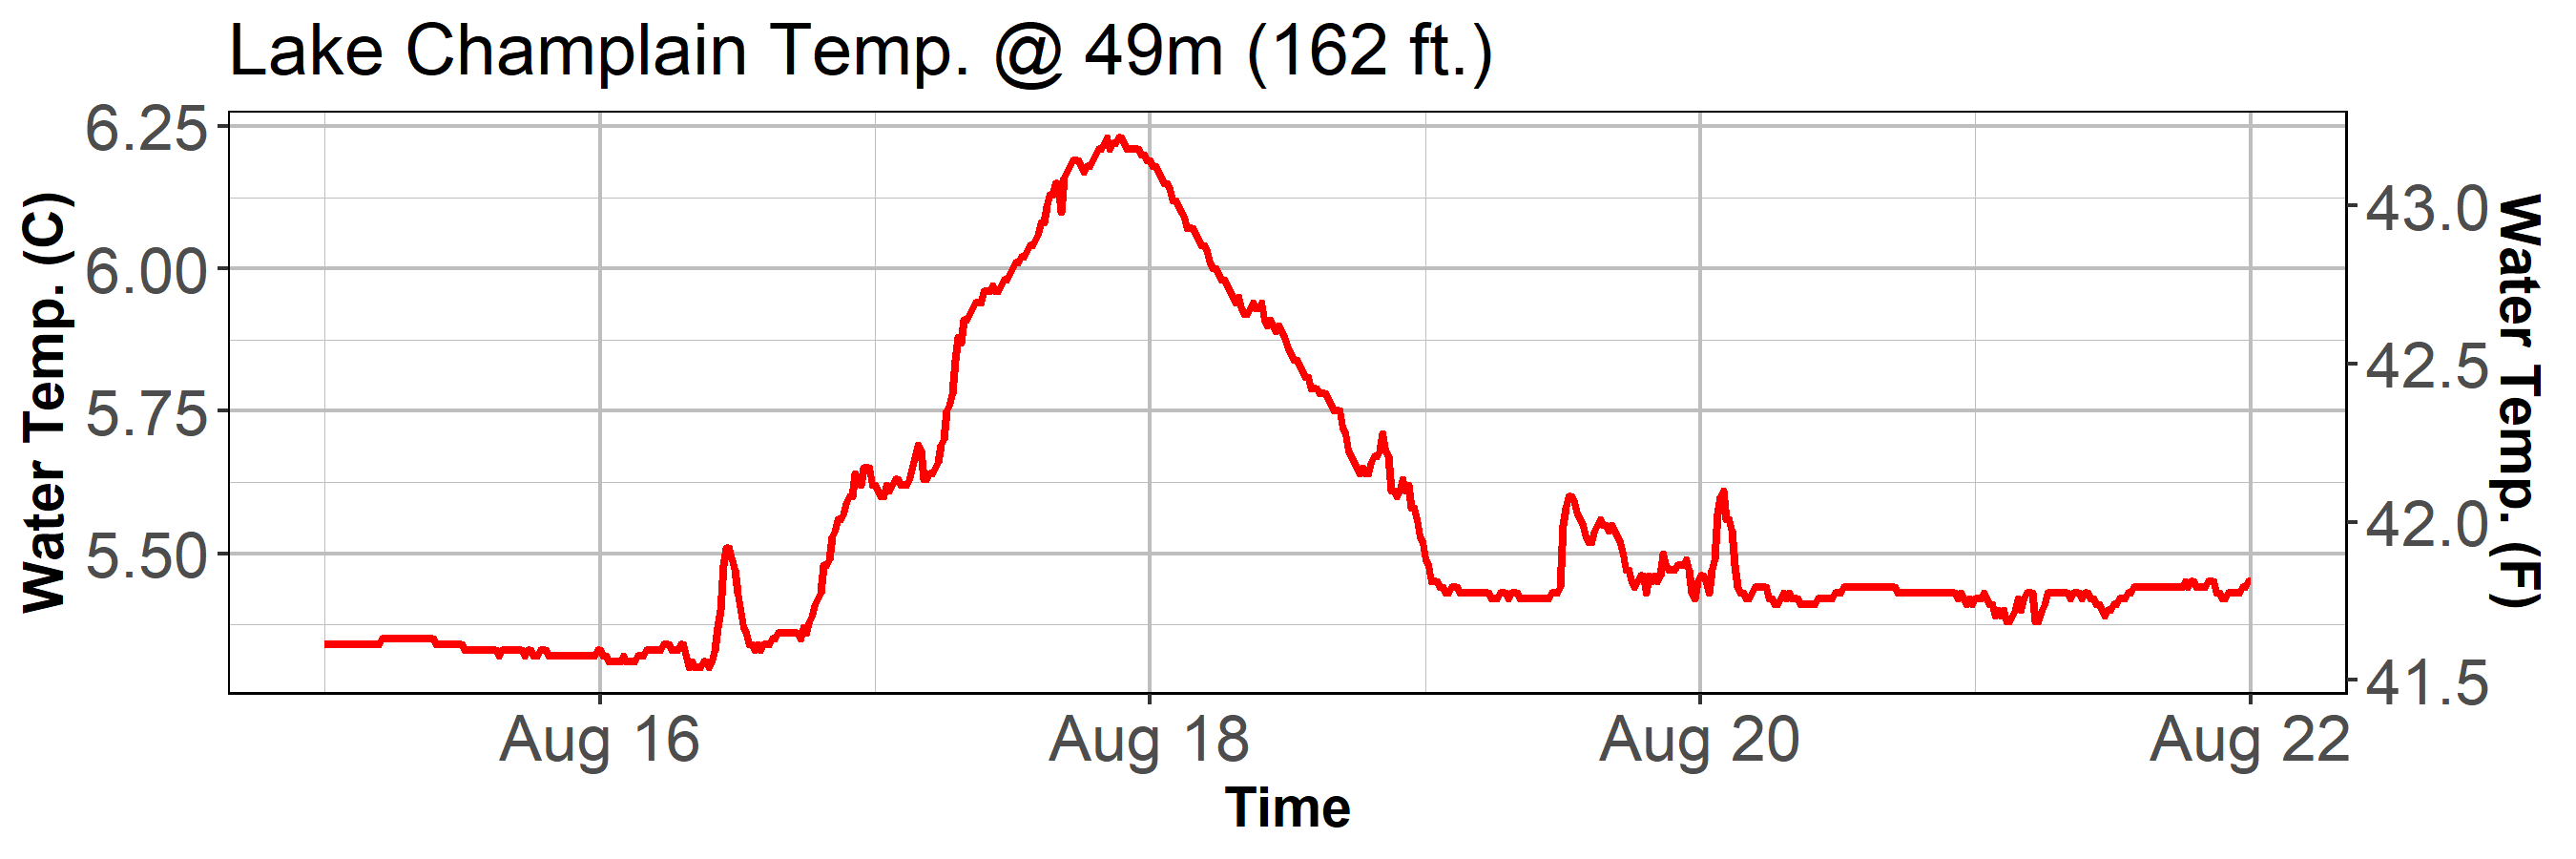 Lake Champlain Temp. @ 49m (162 ft.)
Water Temp. (C)
6.25
6.00
5.75
5.50
43.0
42.5
42.0
41.5
Water Temp. (F)
Aug 16
Aug 18
Aug 20
Aug 22
Time